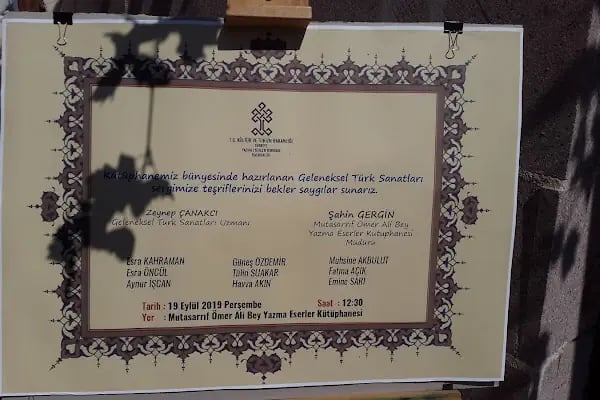 T.C. KÜLTÜR VE TURİZM BAKANLIĞI
Kütüphanemiz bünyesinde hazırlanan Geleneksel Türk Sanatları
sergimize teşriflerinizi bekler saygılar sunarız.
Zeynep ÇANAKCI
Geleneksel Türk Sanatları Uzmanı
Şahin GERGİN
Mutasarrıf Ömer Ali Bey
Yazma Eserler Kütüphanesi
Müdürü
Esra KAHRAMAN
Esra ÖNCÜL
Aynur İŞCAN
Güneş ÖZDEMİR
Tülin SUAKAR
Havva AKIN
Muhsine AKBULUT
Fatma AÇIK
Emine SARI
Tarih : 19 Eylül 2019 Perşembe Saat : 12:30
Yer : Mutasarrıf Ömer Ali Bey Yazma Eserler Kütüphanesi